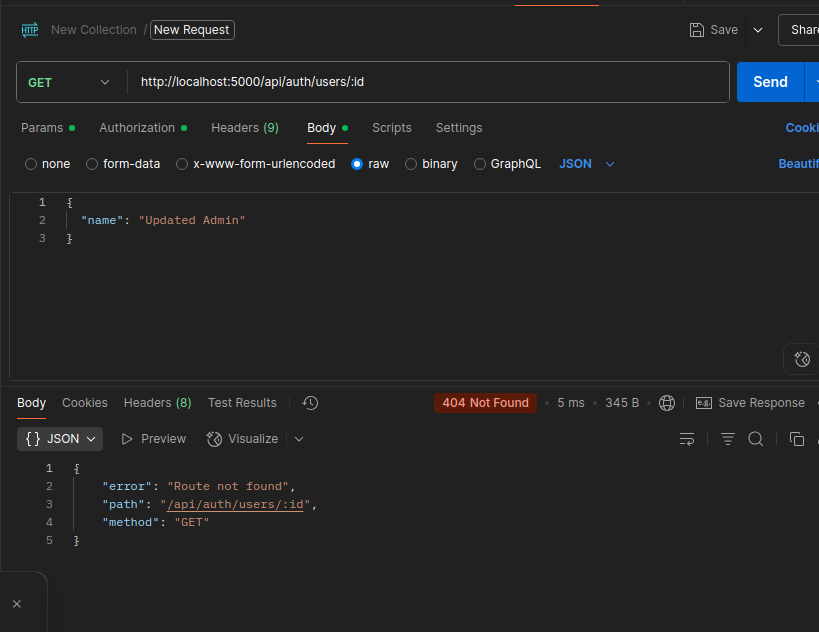 HTTP New Collection / New Request Save Share
GET http://localhost:5000/api/auth/users/:id Send
Params Authorization Headers (9) Body Scripts Settings Cooki
none form-data x-www-form-urlencoded raw binary GraphQL JSON Beautif
1 {
2 "name": "Updated Admin"
3 }
Body Cookies Headers (8) Test Results 404 Not Found • 5 ms • 345 B • e.g. Save Response
{ } JSON Preview Visualize
1 {
2 "error": "Route not found",
3 "path": "/api/auth/users/:id",
4 "method": "GET"
5 }